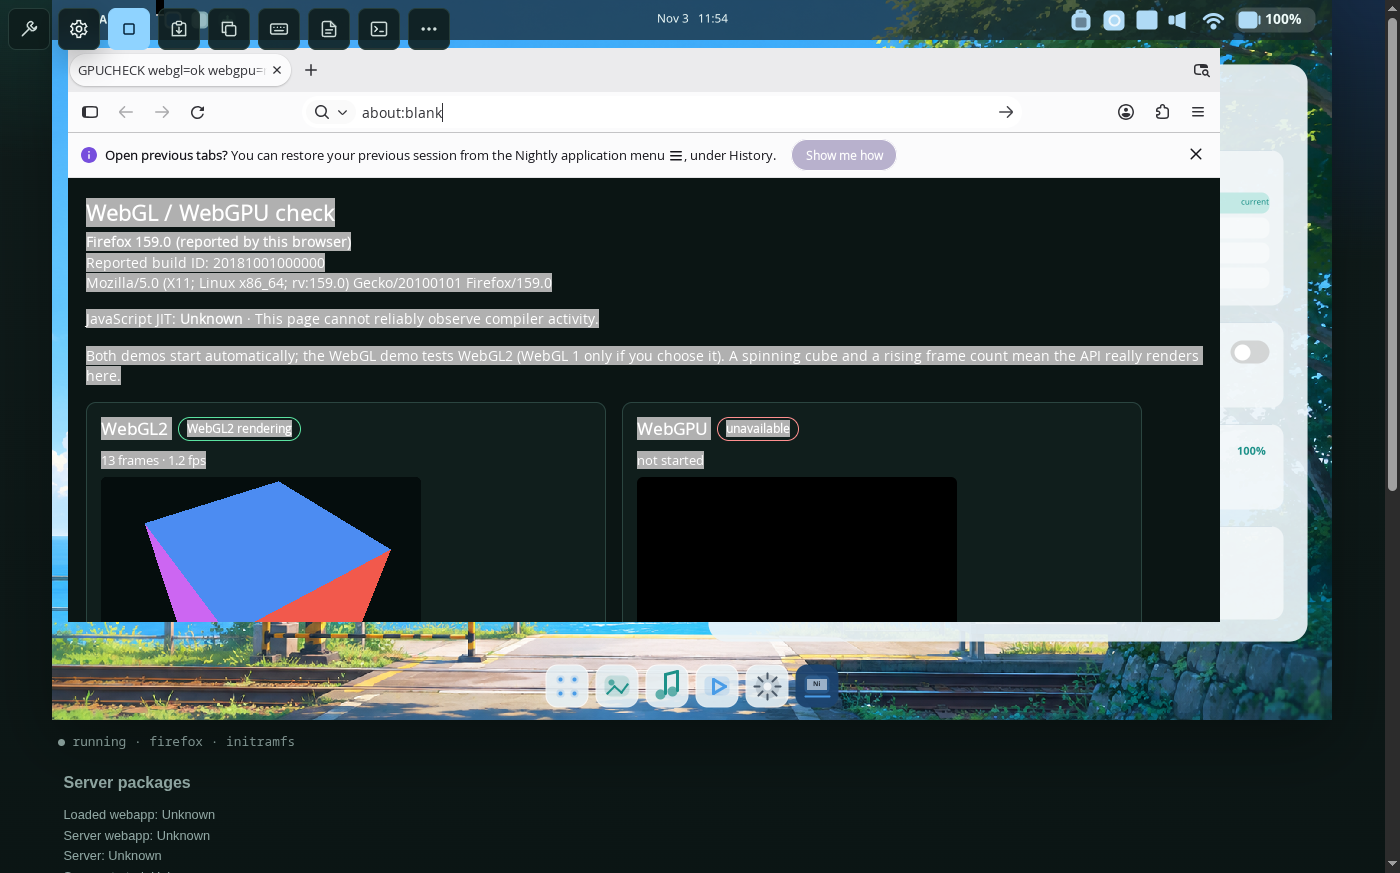 Nov 3 11:54
100%
GPUCHECK webgl=ok webgpu=
about:blank
Open previous tabs? You can restore your previous session from the Nightly application menu ☰, under History.
Show me how
WebGL / WebGPU check
Firefox 159.0 (reported by this browser)
Reported build ID: 20181001000000
Mozilla/5.0 (X11; Linux x86_64; rv:159.0) Gecko/20100101 Firefox/159.0
JavaScript JIT: Unknown · This page cannot reliably observe compiler activity.
Both demos start automatically; the WebGL demo tests WebGL2 (WebGL 1 only if you choose it). A spinning cube and a rising frame count mean the API really renders
here.
WebGL2 WebGL2 rendering
13 frames · 1.2 fps
WebGPU unavailable
not started
current
100%
Ni
● running · firefox · initramfs
Server packages
Loaded webapp: Unknown
Server webapp: Unknown
Server: Unknown